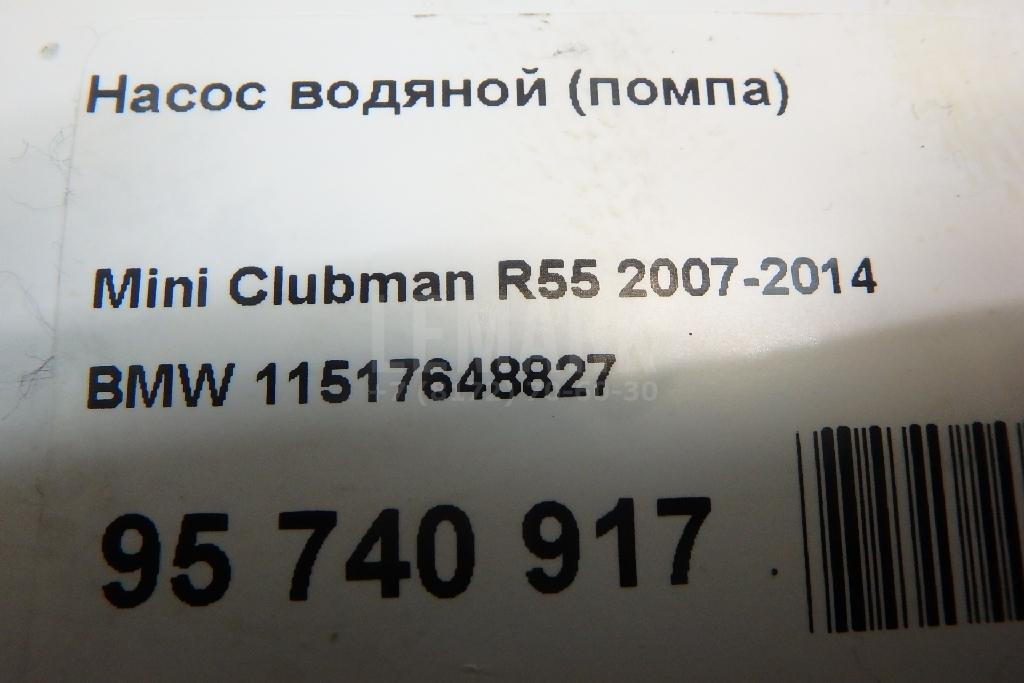 Насос водяной (помпа)
Mini Clubman R55 2007-2014
BMW 11517648827
95 740 917